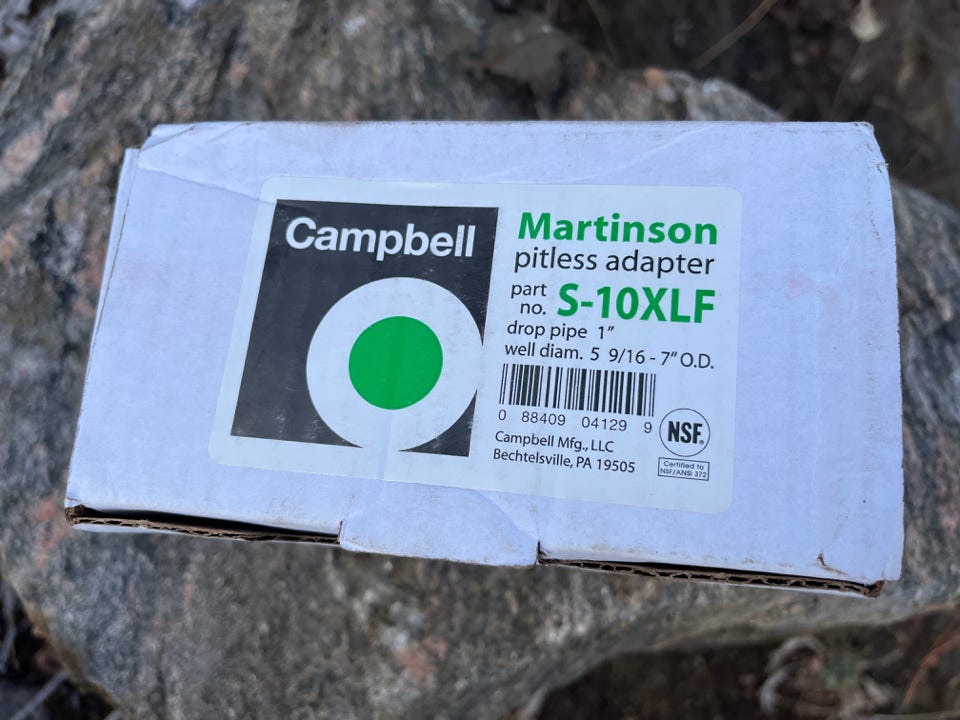 Campbell
Martinson
pitless adapter
part no. S-10XLF
drop pipe 1"
well diam. 5 9/16 - 7" O.D.
0 88409 04129 9
Campbell Mfg., LLC
Bechtelsville, PA 19505
NSF®
Certified to
NSF/ANSI 372